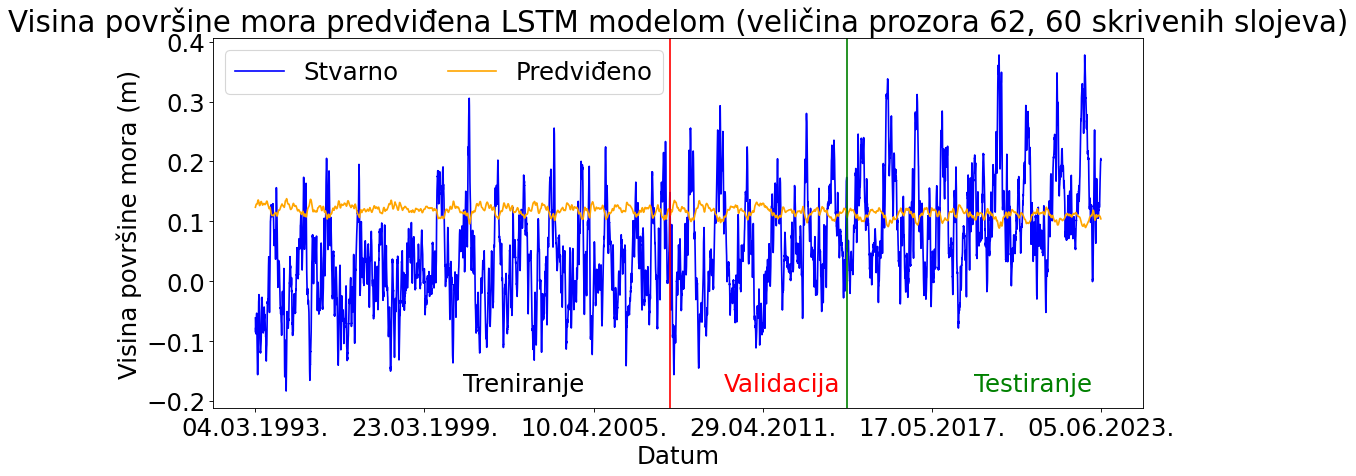 Visina površine mora predviđena LSTM modelom (veličina prozora 62, 60 skrivenih slojeva)
Stvarno
Predviđeno
Visina površine mora (m)
0.4
0.3
0.2
0.1
0.0
−0.1
−0.2
Treniranje
Validacija
Testiranje
04.03.1993. 23.03.1999. 10.04.2005. 29.04.2011. 17.05.2017. 05.06.2023.
Datum